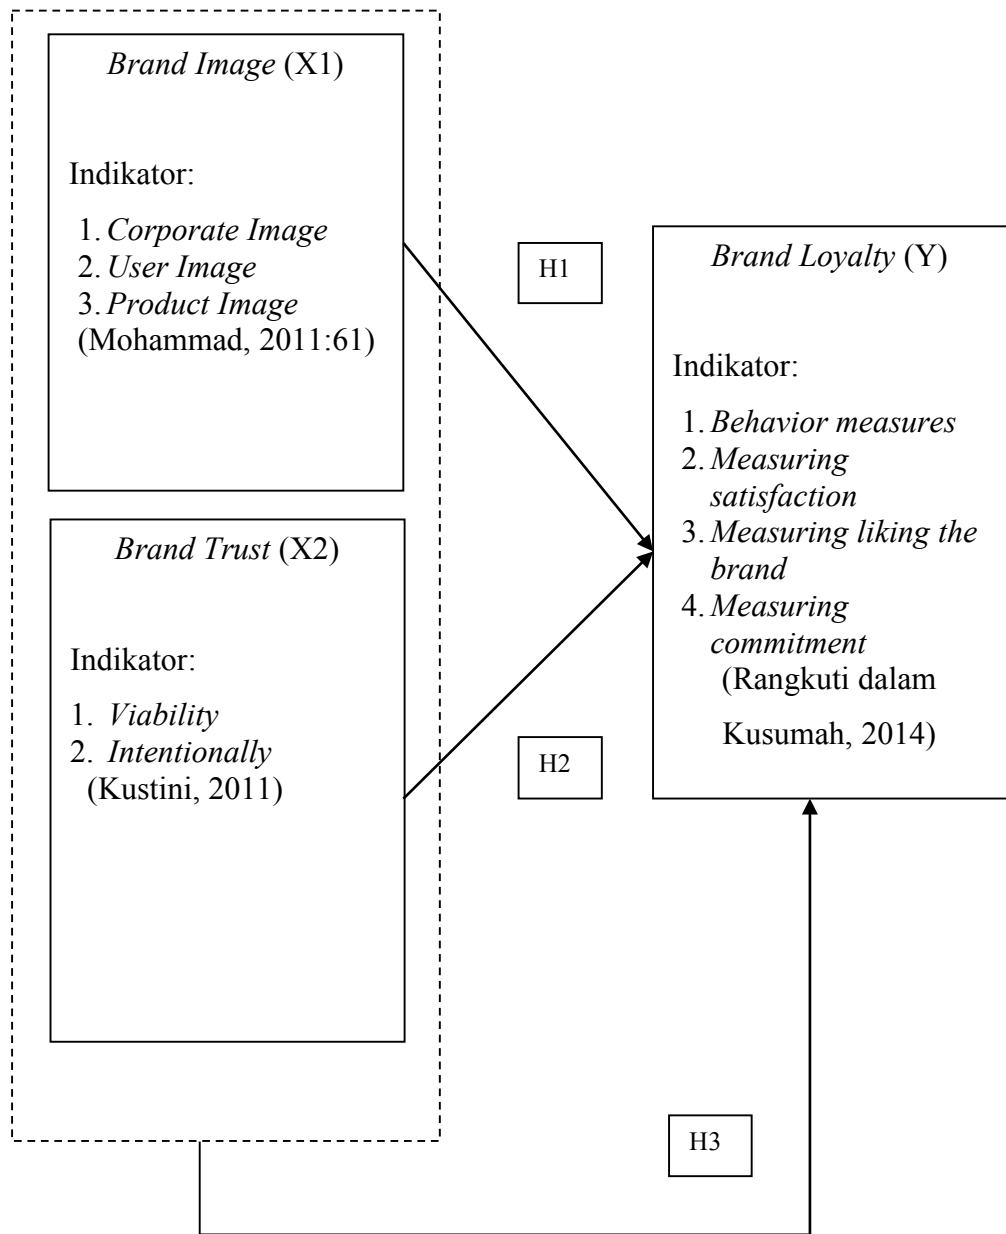 Brand Image (X1)
Indikator:
1. Corporate Image
2. User Image
3. Product Image
(Mohammad, 2011:61)
H1
Brand Trust (X2)
Indikator:
1. Viability
2. Intentionally
(Kustini, 2011)
H2
Brand Loyalty (Y)
Indikator:
1. Behavior measures
2. Measuring
satisfaction
3. Measuring liking the
brand
4. Measuring
commitment
(Rangkuti dalam
Kusumah, 2014)
H3